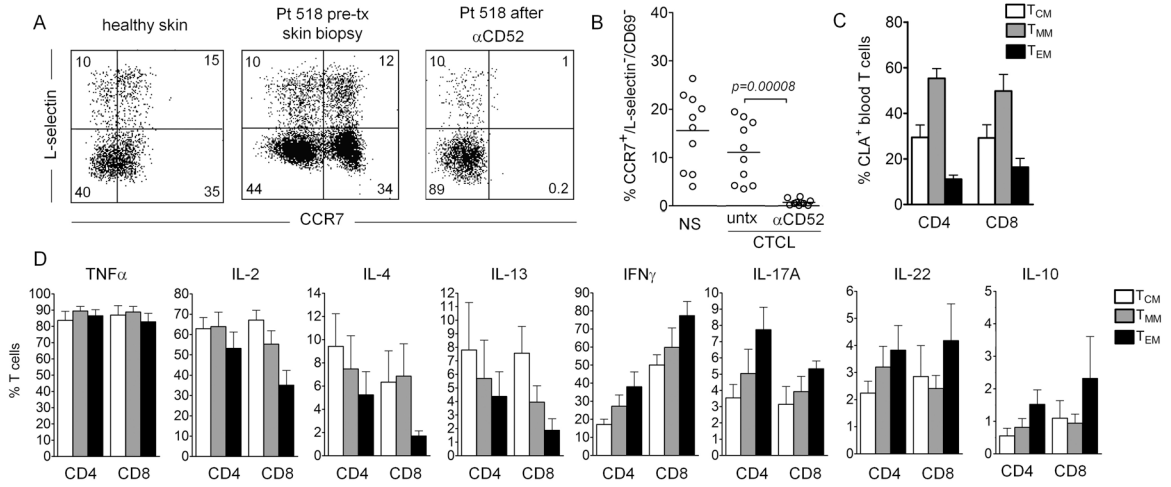 A
healthy skin
Pt 518 pre-tx
skin biopsy
Pt 518 after
αCD52
L-selectin
10 15
40 35
10 12
44 34
10 1
89 0.2
CCR7
B
% CCR7⁺/L-selectin⁻/CD69⁻
40
30
20
10
0
p=0.00008
NS
untx
αCD52
CTCL
C
% CLA⁺ blood T cells
80
60
40
20
0
CD4 CD8
T_CM
T_MM
T_EM
D
% T cells
TNFα
100
90
80
70
60
50
40
30
20
10
0
CD4 CD8
IL-2
80
70
60
50
40
30
20
10
0
CD4 CD8
IL-4
14
12
10
8
6
4
2
0
CD4 CD8
IL-13
12
11
10
9
8
7
6
5
4
3
2
1
0
CD4 CD8
IFNγ
90
80
70
60
50
40
30
20
10
0
CD4 CD8
IL-17A
10
9
8
7
6
5
4
3
2
1
0
CD4 CD8
IL-22
6
5
4
3
2
1
0
CD4 CD8
IL-10
5
4
3
2
1
0
CD4 CD8
T_CM
T_MM
T_EM